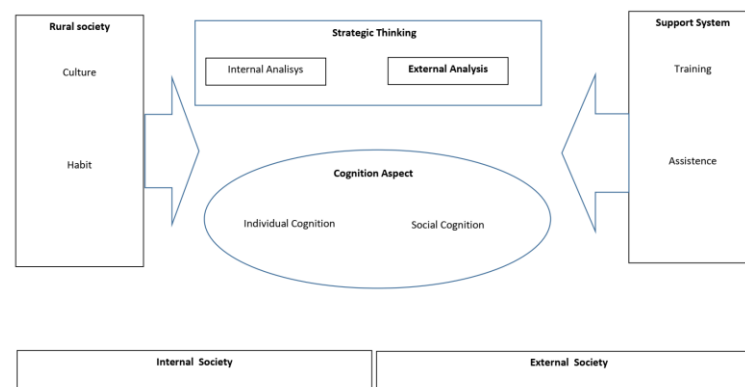 Rural society
Culture
Habit
Strategic Thinking
Internal Analisys
External Analysis
Cognition Aspect
Individual Cognition
Social Cognition
Support System
Training
Assistence
Internal Society
External Society